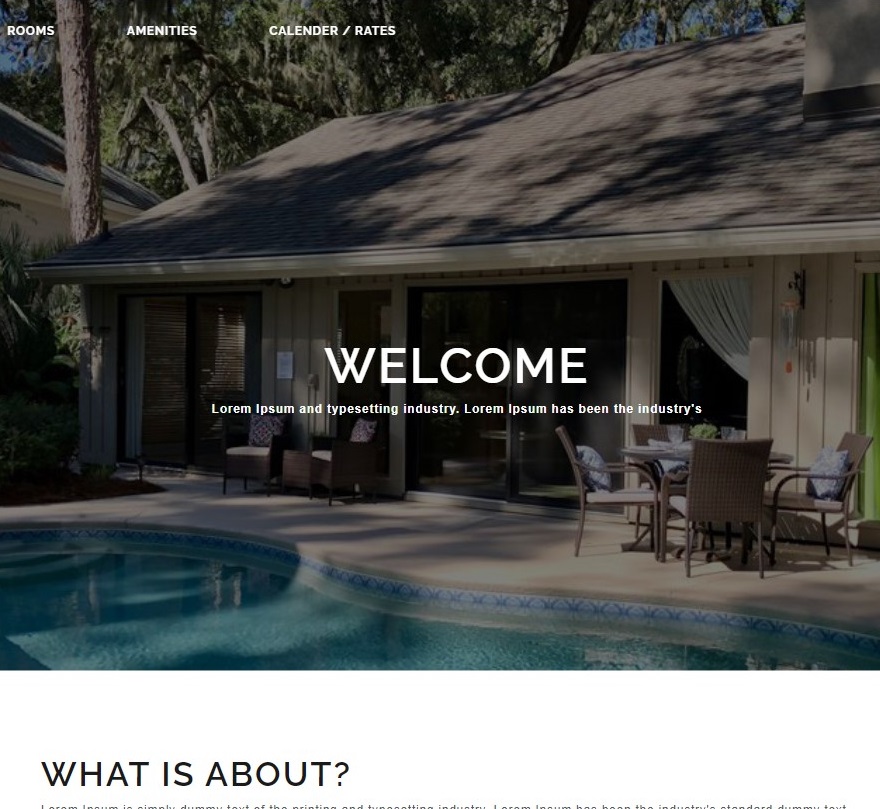 ROOMS AMENITIES CALENDER / RATES
WELCOME
Lorem Ipsum and typesetting industry. Lorem Ipsum has been the industry's
WHAT IS ABOUT?
Lorem Ipsum is simply dummy text of the printing and typesetting industry. Lorem Ipsum has been the industry's standard dummy text